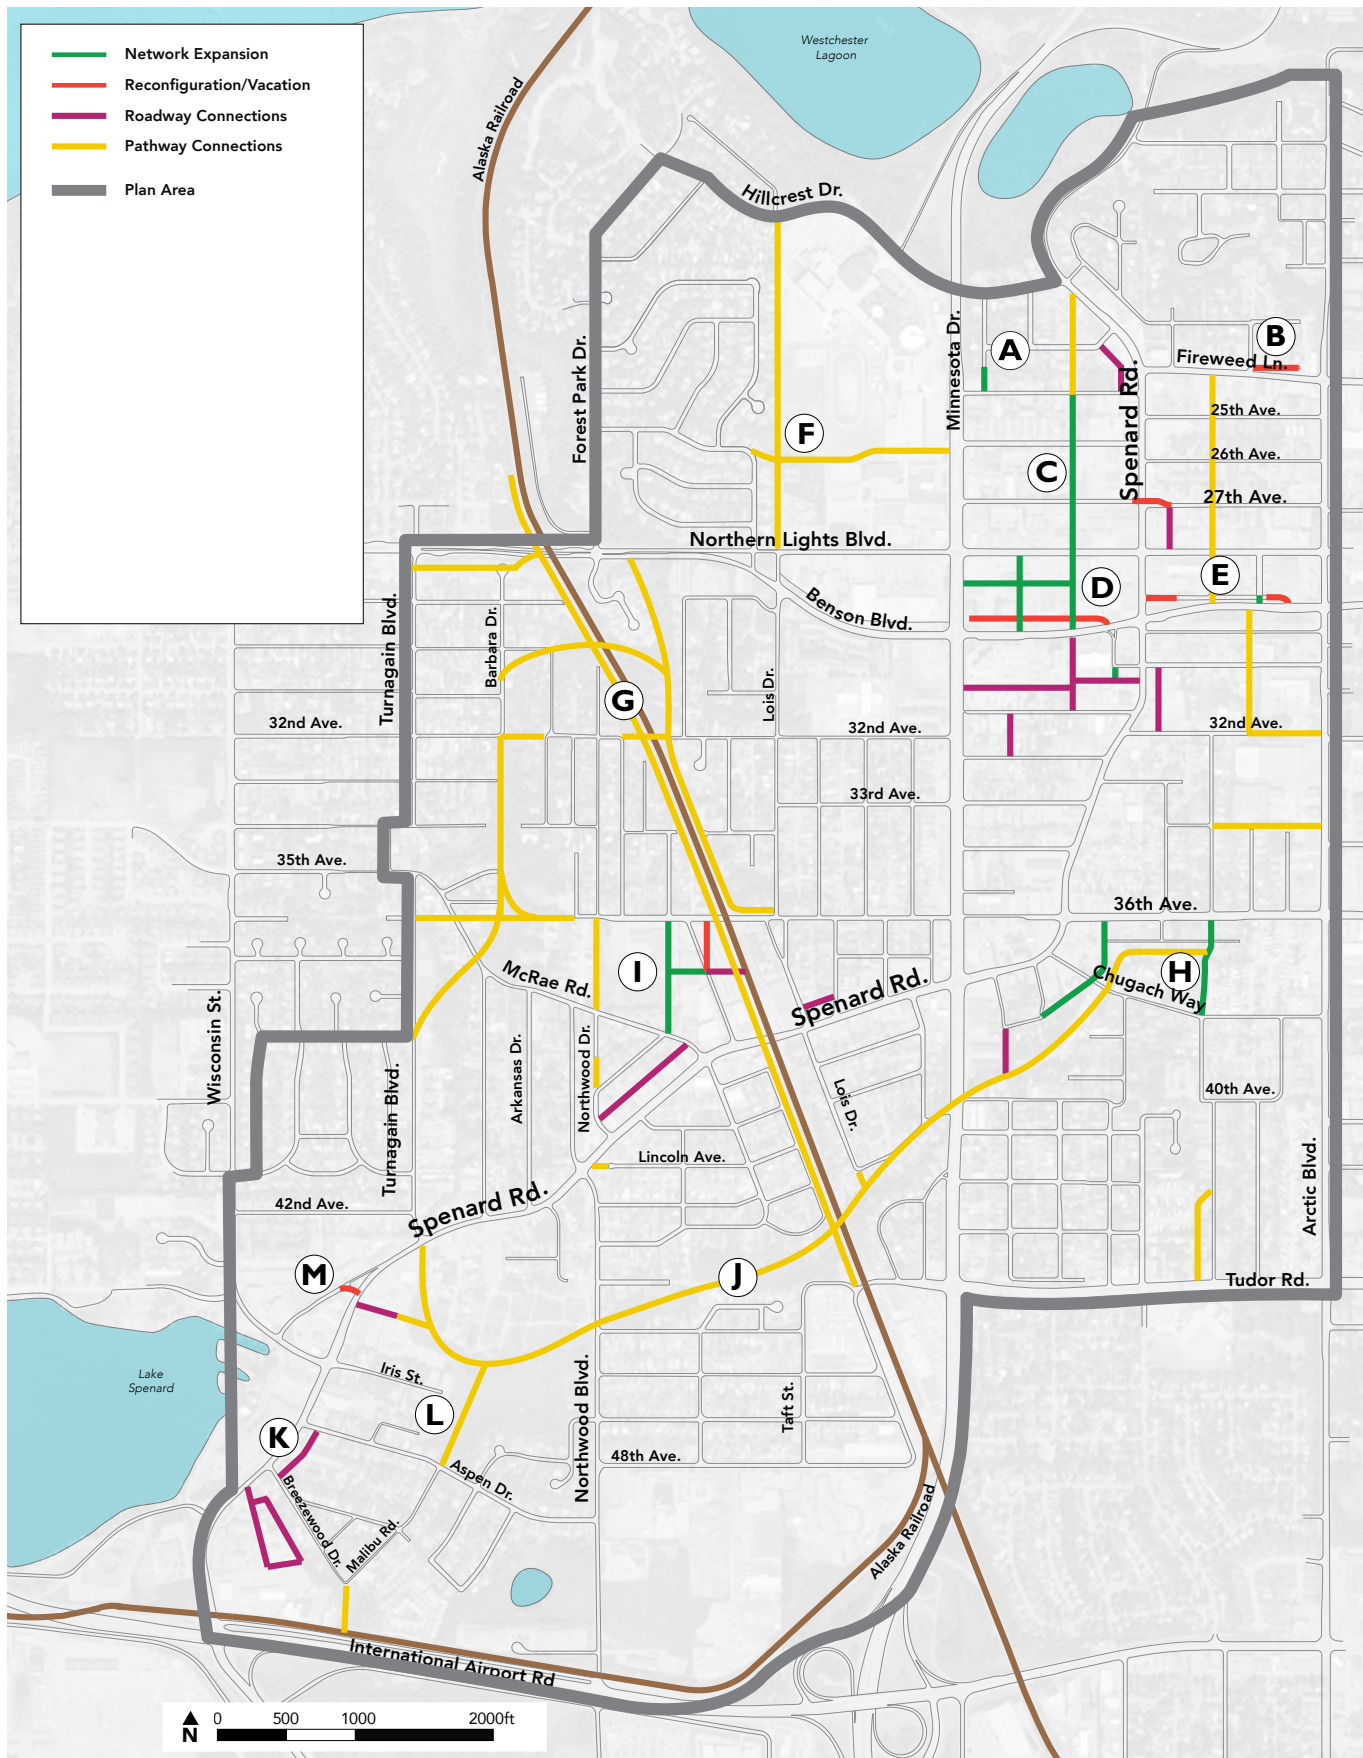 Network Expansion
Reconfiguration/Vacation
Roadway Connections
Pathway Connections
Plan Area
Westchester
Lagoon
Alaska Railroad
Hillcrest Dr.
Forest Park Dr.
Minnesota Dr.
A
B
Fireweed Ln.
Spenard Rd.
25th Ave.
F
26th Ave.
C
27th Ave.
Northern Lights Blvd.
E
D
Benson Blvd.
Turnagain Blvd.
Barbara Dr.
Lois Dr.
G
32nd Ave.
32nd Ave.
32nd Ave.
33rd Ave.
35th Ave.
36th Ave.
I
H
McRae Rd.
Chugach Way
Spenard Rd.
Wisconsin St.
Northwood Dr.
Arkansas Dr.
Turnagain Blvd.
Lois Dr.
40th Ave.
Lincoln Ave.
Arctic Blvd.
42nd Ave.
Spenard Rd.
M
J
Tudor Rd.
Lake
Spenard
Iris St.
L
Taft St.
Northwood Blvd.
K
48th Ave.
Aspen Dr.
Breezewood Dr.
Malibu Rd.
Alaska Railroad
International Airport Rd
N
0 500 1000 2000ft